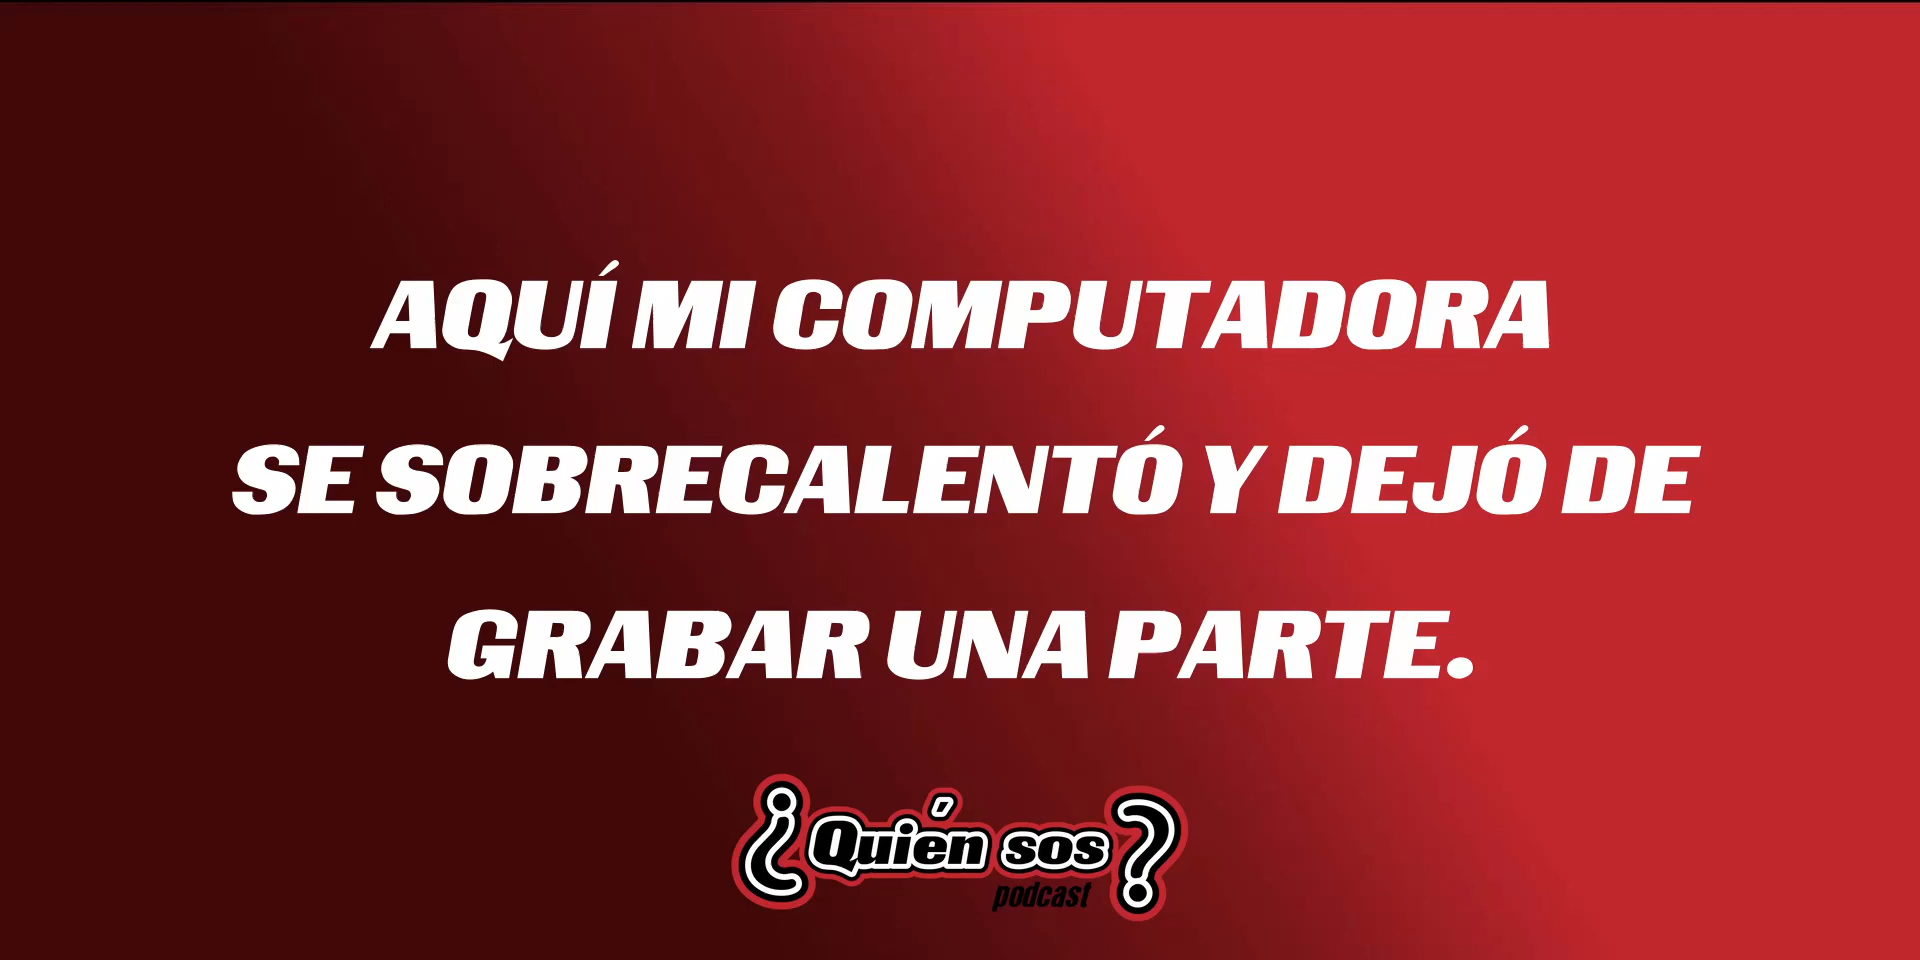 AQUÍ MI COMPUTADORA
SE SOBRECALENTÓ Y DEJÓ DE
GRABAR UNA PARTE.
¿Quién sos?
podcast